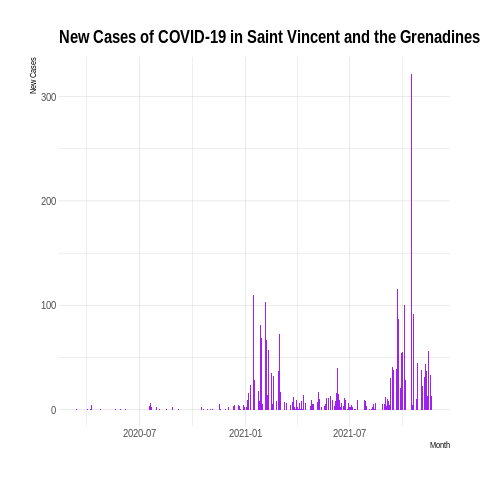 New Cases of COVID-19 in Saint Vincent and the Grenadines
New Cases
300
200
100
0
2020-07 2021-01 2021-07
Month